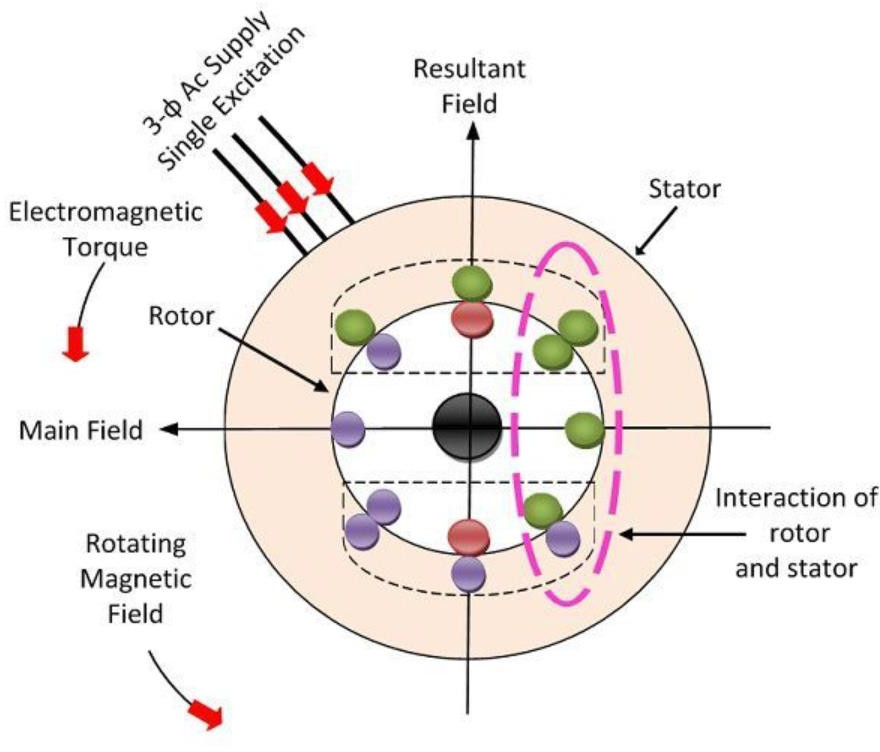 3-ϕ Ac Supply
Single Excitation
Resultant
Field
Stator
Electromagnetic
Torque
Rotor
Main Field
Interaction of
rotor
and stator
Rotating
Magnetic
Field